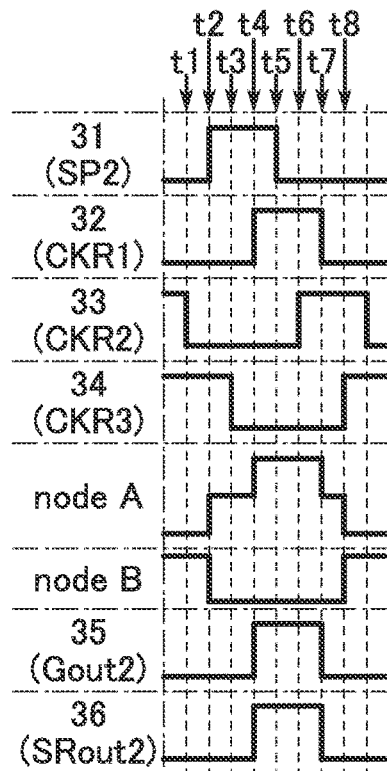 t2 t4 t6 t8
t1 t3 t5 t7
31
(SP2)
32
(CKR1)
33
(CKR2)
34
(CKR3)
node A
node B
35
(Gout2)
36
(SRout2)